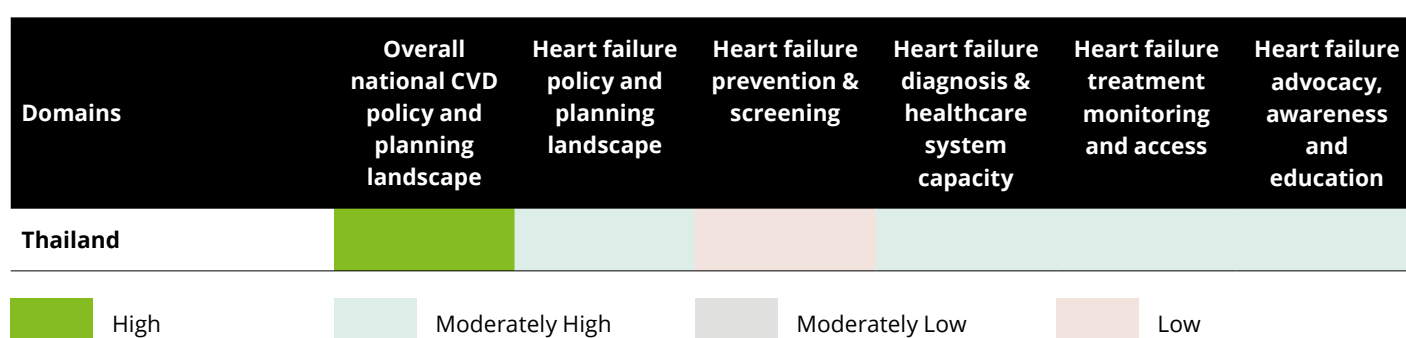 Domains
Overall
national CVD
policy and
planning
landscape
Heart failure
policy and
planning
landscape
Heart failure
prevention &
screening
Heart failure
diagnosis &
healthcare
system
capacity
Heart failure
treatment
monitoring
and access
Heart failure
advocacy,
awareness
and
education
Thailand
High
Moderately High
Moderately Low
Low